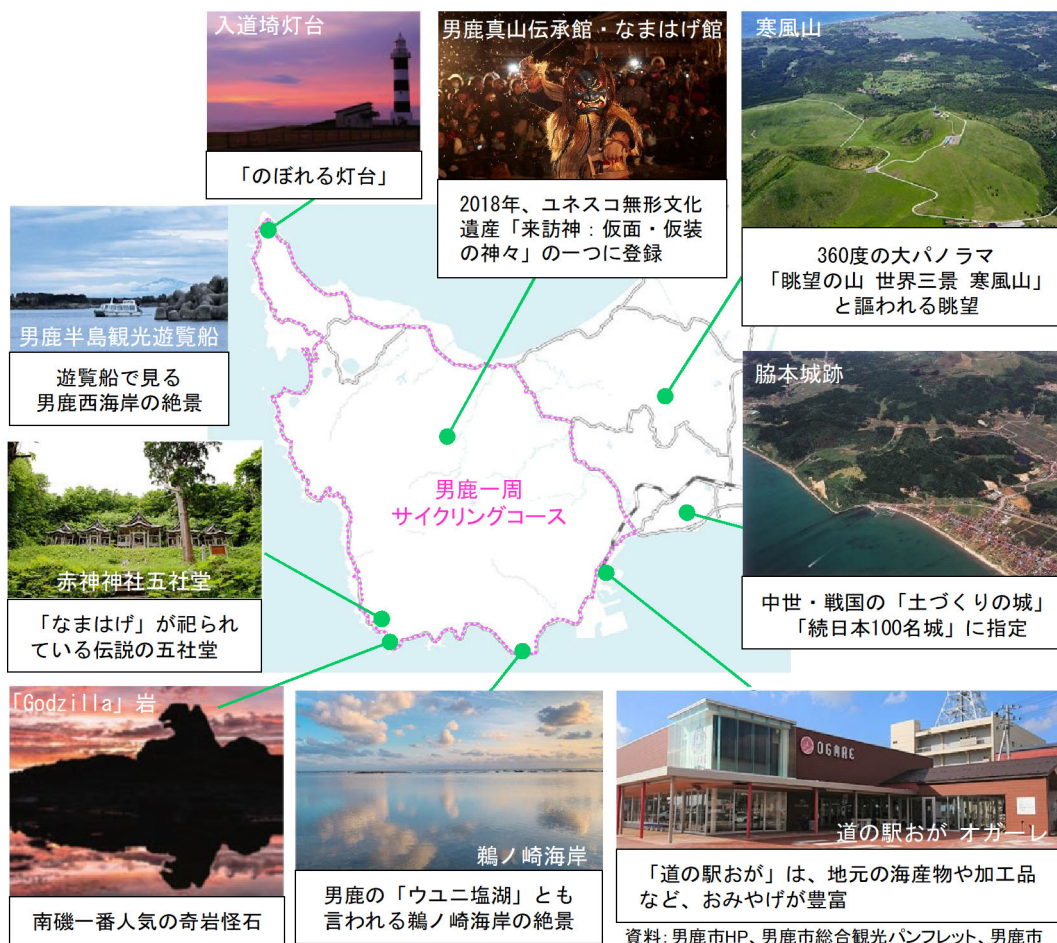 入道埼灯台
「のぼれる灯台」
男鹿真山伝承館・なまはげ館
2018年、ユネスコ無形文化
遺産「来訪神：仮面・仮装
の神々」の一つに登録
寒風山
360度の大パノラマ
「眺望の山 世界三景 寒風山」
と謳われる眺望
男鹿半島観光遊覧船
遊覧船で見る
男鹿西海岸の絶景
脇本城跡
中世・戦国の「土づくりの城」
「続日本100名城」に指定
男鹿一周
サイクリングコース
赤神神社五社堂
「なまはげ」が祀られ
ている伝説の五社堂
「Godzilla」岩
南磯一番人気の奇岩怪石
鵜ノ崎海岸
男鹿の「ウユニ塩湖」とも
言われる鵜ノ崎海岸の絶景
OGARE
道の駅おが オガーレ
「道の駅おが」は、地元の海産物や加工品
など、おみやげが豊富
資料：男鹿市HP、男鹿市総合観光パンフレット、男鹿市